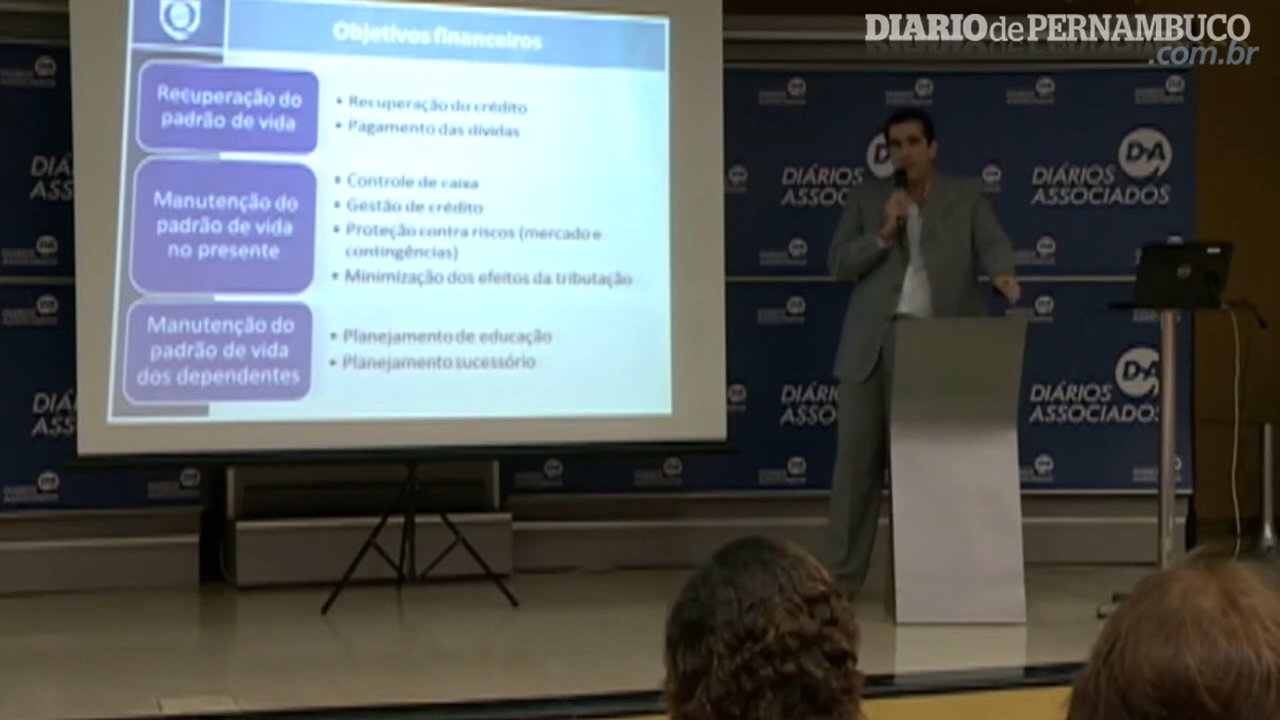 DIARIO de PERNAMBUCO
.com.br
Objetivos financeiros
Recuperação do
padrão de vida
• Recuperação do crédito
• Pagamento das dívidas
Manutenção do
padrão de vida
no presente
• Controle de caixa
• Gestão de crédito
• Proteção contra riscos (mercado e
contingências)
• Minimização dos efeitos da tributação
Manutenção do
padrão de vida
dos dependentes
• Planejamento de educação
• Planejamento sucessório
DIÁRIOS
ASSOCIADOS
DA
DIÁRIOS
ASSOCIADOS
DA